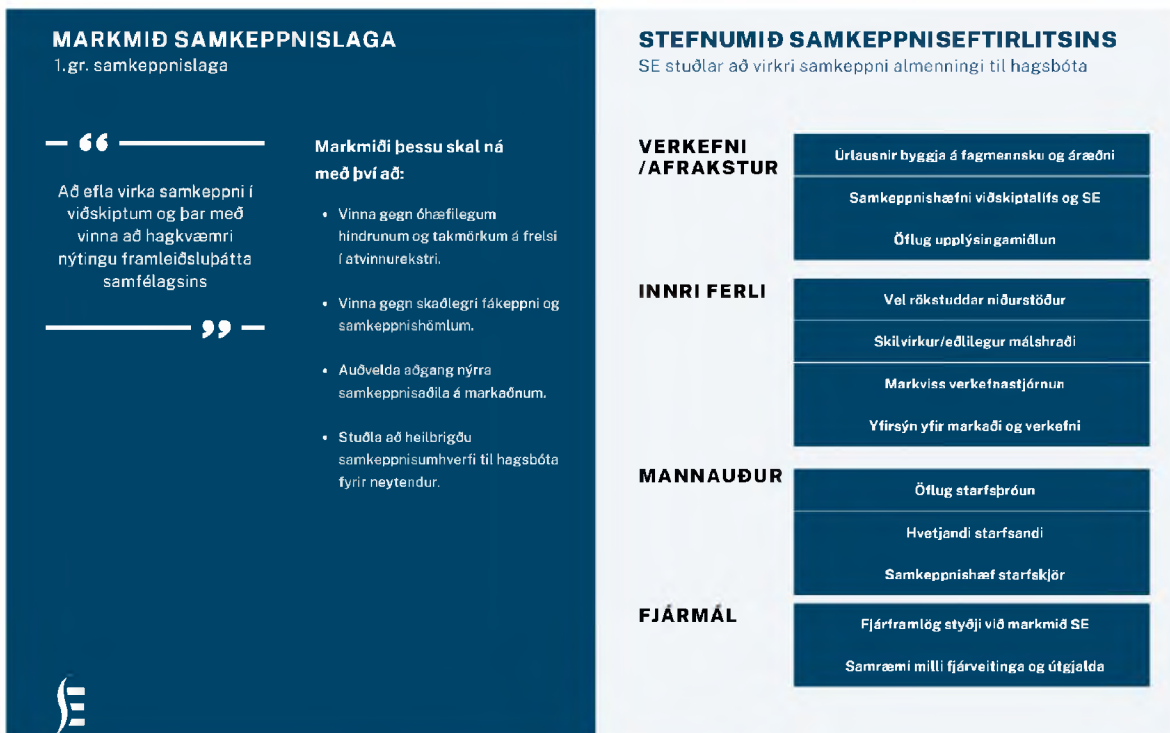 MARKMIÐ SAMKEPPNISLAGA
1.gr. samkeppnislaga
“
Að efla virka samkeppni í
viðskiptum og þar með
vinna að hagkvæmri
nýtingu framleiðsluþátta
samfélagsins
”
Markmiði þessu skal ná
með því að:
• Vinna gegn óhæfilegum
hindrunum og takmörkum á frelsi
í atvinnurekstri.
• Vinna gegn skaðlegri fákeppni og
samkeppnishömlum.
• Auðvelda aðgang nýrra
samkeppnisaðila á markaðnum.
• Stuðla að heilbrigðu
samkeppnisumhverfi til hagsbóta
fyrir neytendur.
SE
STEFNUMIÐ SAMKEPPNISEFTIRLITSINS
SE stuðlar að virkri samkeppni almenningi til hagsbóta
VERKEFNI
/AFRAKSTUR
Úrlausnir byggja á fagmennsku og áræðni
Samkeppnishæfni viðskiptalífs og SE
Öflug upplýsingamiðlun
INNRI FERLI
Vel rökstuddar niðurstöður
Skilvirkur/eðlilegur málshraði
Markviss verkefnastjórnun
Yfirsýn yfir markaði og verkefni
MANNAUÐUR
Öflug starfsþróun
Hvetjandi starfsandi
Samkeppnishæf starfskjör
FJÁRMÁL
Fjárframlög styðji við markmið SE
Samræmi milli fjárveitinga og útgjalda